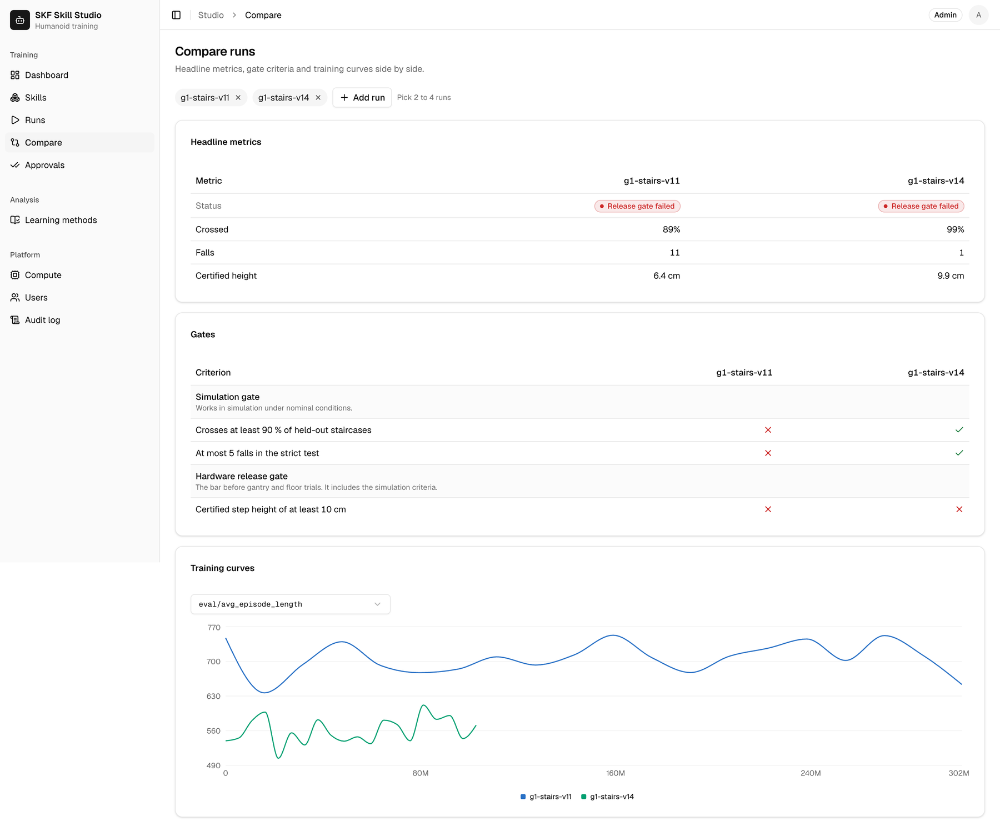 SKF Skill Studio
Humanoid training
Training
Dashboard
Skills
Runs
Compare
Approvals
Analysis
Learning methods
Platform
Compute
Users
Audit log
Studio > Compare
Admin
A
Compare runs
Headline metrics, gate criteria and training curves side by side.
g1-stairs-v11 × g1-stairs-v14 × + Add run Pick 2 to 4 runs
Headline metrics
Metric g1-stairs-v11 g1-stairs-v14
Status Release gate failed Release gate failed
Crossed 89% 99%
Falls 11 1
Certified height 6.4 cm 9.9 cm
Gates
Criterion g1-stairs-v11 g1-stairs-v14
Simulation gate
Works in simulation under nominal conditions.
Crosses at least 90 % of held-out staircases
At most 5 falls in the strict test
Hardware release gate
The bar before gantry and floor trials. It includes the simulation criteria.
Certified step height of at least 10 cm
Training curves
eval/avg_episode_length
770
700
630
560
490
0 80M 160M 240M 302M
g1-stairs-v11 g1-stairs-v14